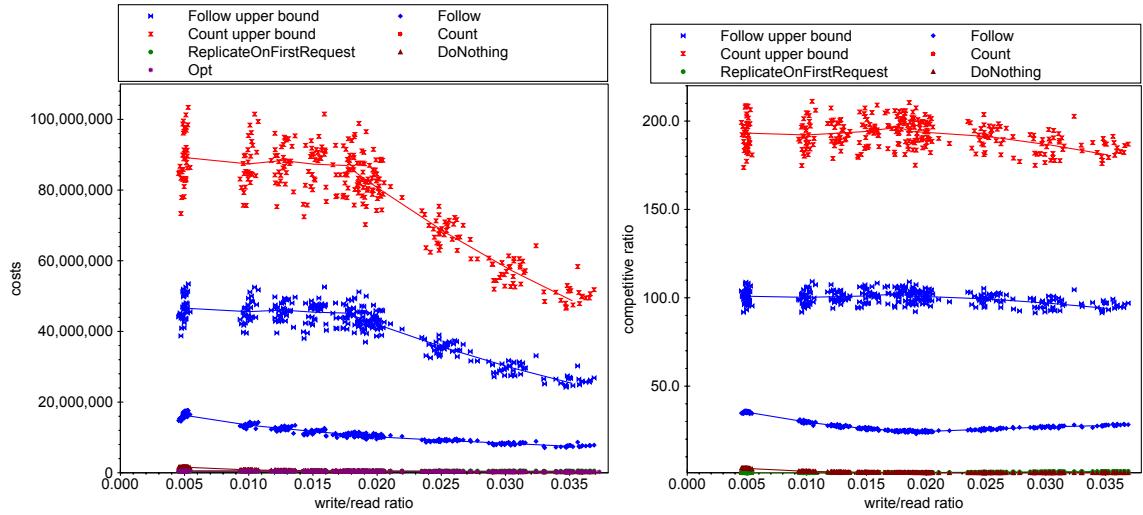 Follow upper bound Follow
Count upper bound Count
ReplicateOnFirstRequest DoNothing
Opt
costs
100,000,000
80,000,000
60,000,000
40,000,000
20,000,000
0
0.000 0.005 0.010 0.015 0.020 0.025 0.030 0.035
write/read ratio
Follow upper bound Follow
Count upper bound Count
ReplicateOnFirstRequest DoNothing
competitive ratio
200.0
150.0
100.0
50.0
0.000 0.005 0.010 0.015 0.020 0.025 0.030 0.035
write/read ratio